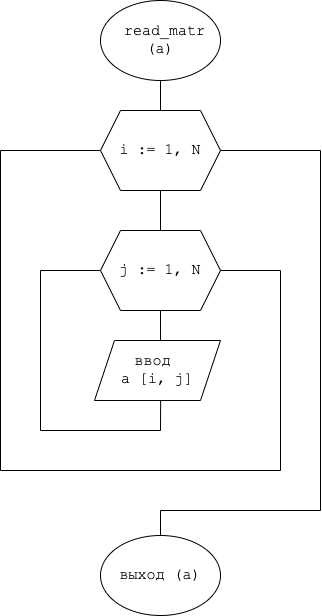 read_matr
(a)
i := 1, N
j := 1, N
ввод
a [i, j]
выход (a)